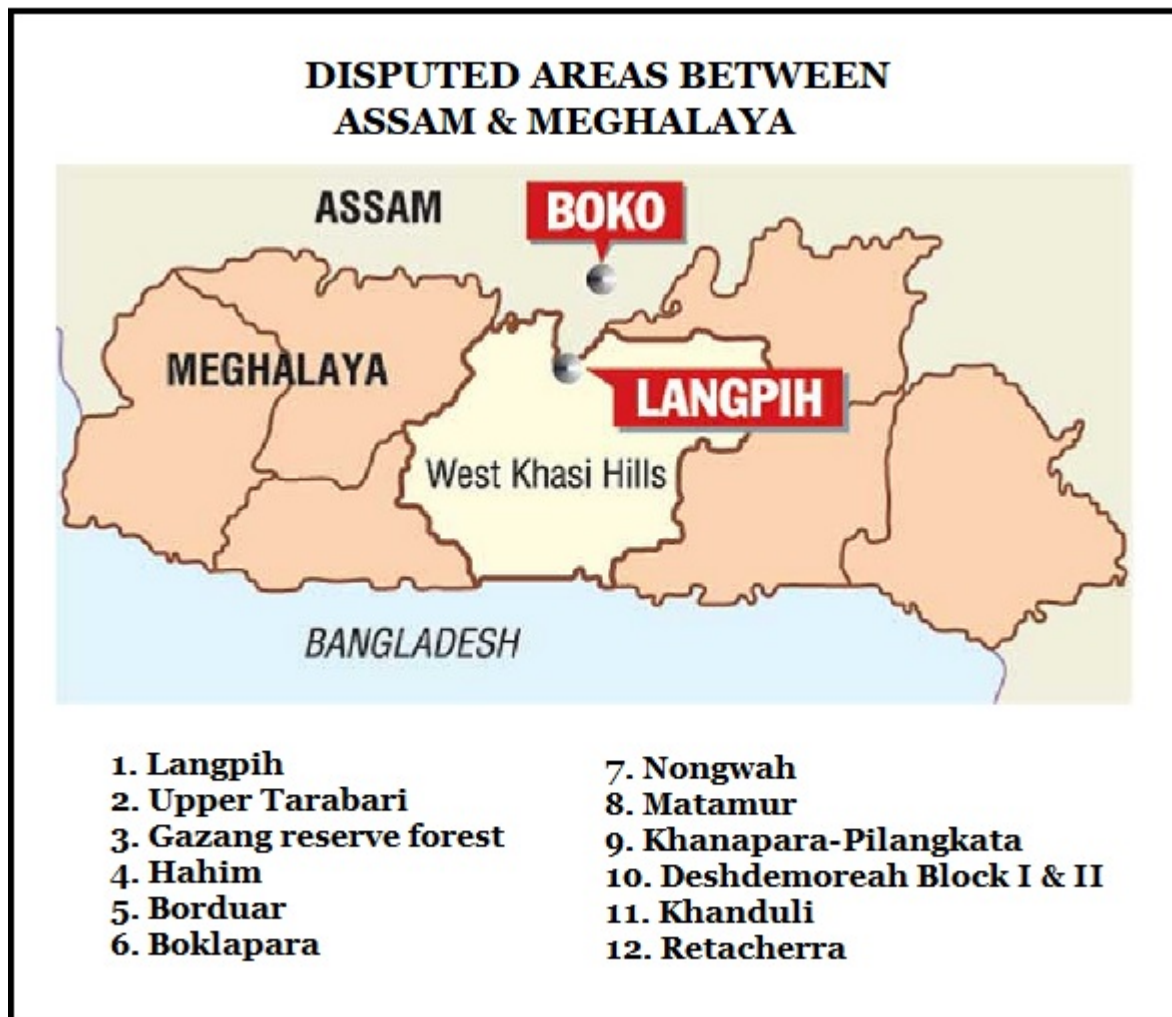 DISPUTED AREAS BETWEEN
ASSAM & MEGHALAYA
ASSAM
BOKO
MEGHALAYA
LANGPIH
West Khasi Hills
BANGLADESH
1. Langpih
2. Upper Tarabari
3. Gazang reserve forest
4. Hahim
5. Borduar
6. Boklapara
7. Nongwah
8. Matamur
9. Khanapara-Pilangkata
10. Deshdemoreah Block I & II
11. Khanduli
12. Retacherra